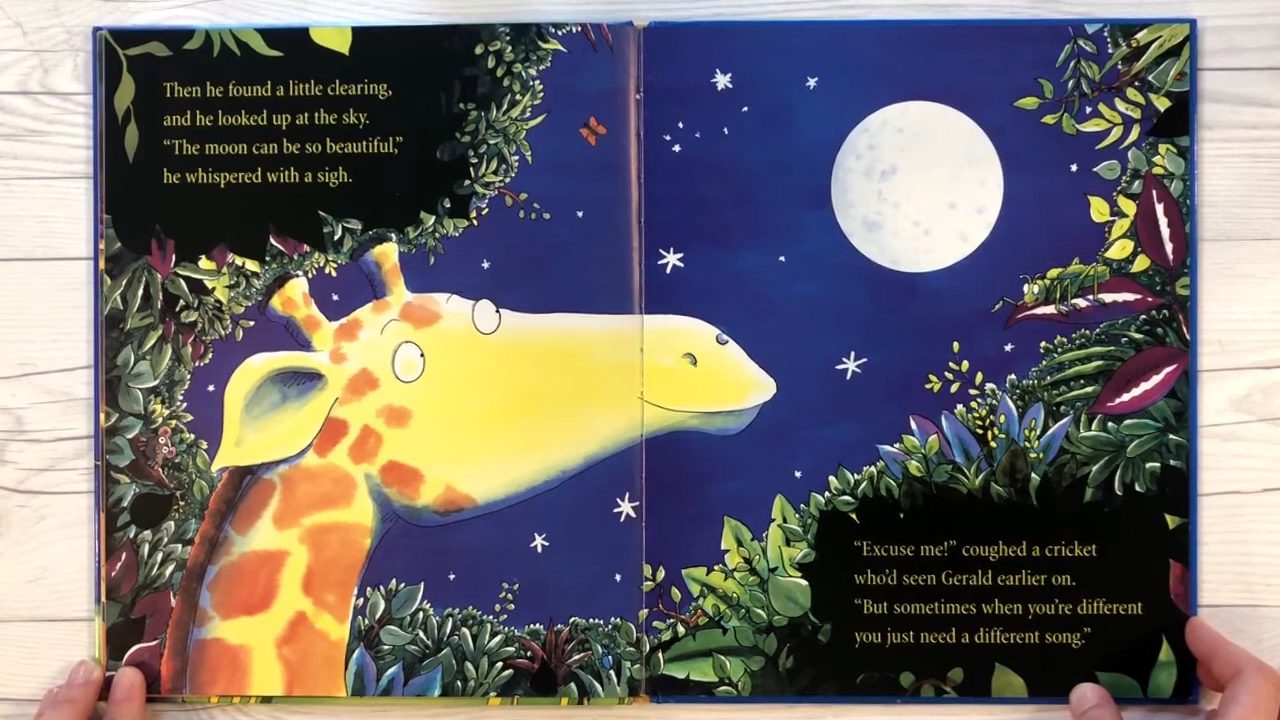 Then he found a little clearing,
and he looked up at the sky.
“The moon can be so beautiful,”
he whispered with a sigh.
“Excuse me!” coughed a cricket
who’d seen Gerald earlier on.
“But sometimes when you’re different
you just need a different song.”